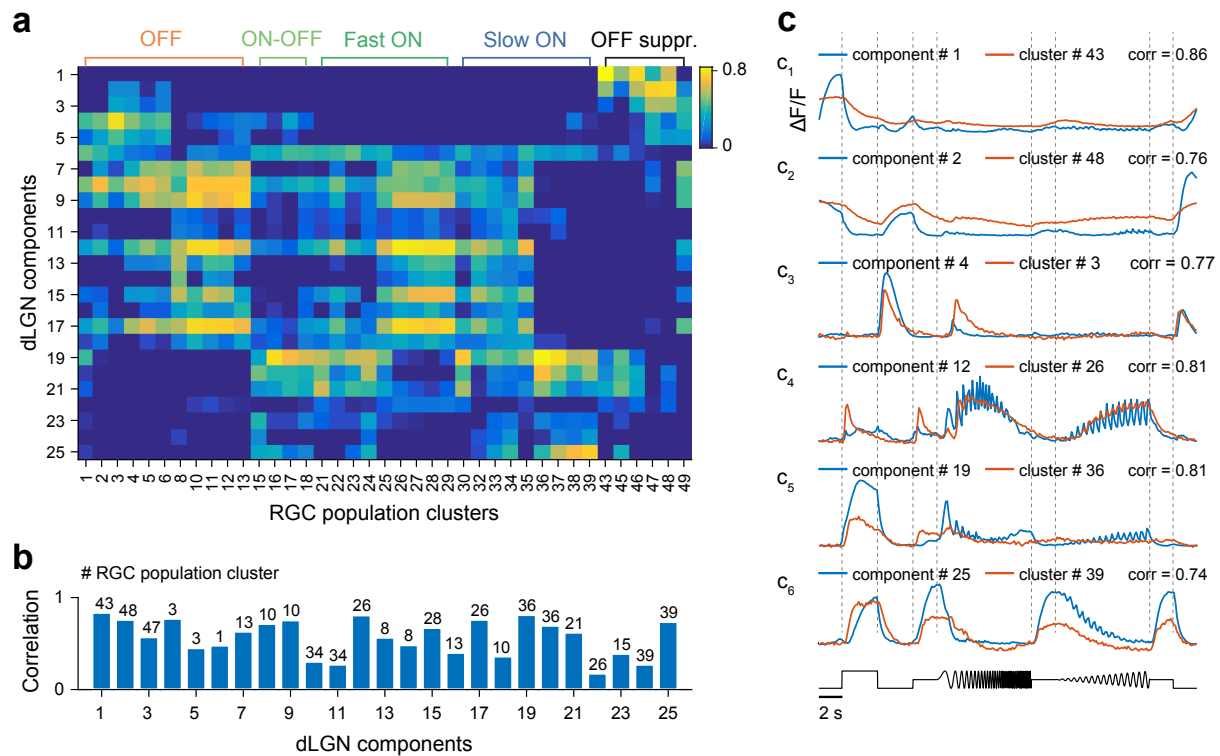 a
OFF
ON-OFF
Fast ON
Slow ON
OFF suppr.
0.8
0
1
3
5
7
9
11
13
15
17
19
21
23
25
dLGN components
1 2 3 4 5 6 8 10 11 12 13 15 16 17 18 21 22 23 24 25 26 27 28 29 30 32 33 34 35 36 37 38 39 43 45 46 47 48 49
RGC population clusters
b
# RGC population cluster
1
0
Correlation
43 48 47 3 3 1 13 10 10 34 34 26 8 8 28 13 26 10 36 36 21 26 15 39 39
1 3 5 7 9 11 13 15 17 19 21 23 25
dLGN components
c
ΔF/F
C1 component # 1 cluster # 43 corr = 0.86
C2 component # 2 cluster # 48 corr = 0.76
C3 component # 4 cluster # 3 corr = 0.77
C4 component # 12 cluster # 26 corr = 0.81
C5 component # 19 cluster # 36 corr = 0.81
C6 component # 25 cluster # 39 corr = 0.74
2 s